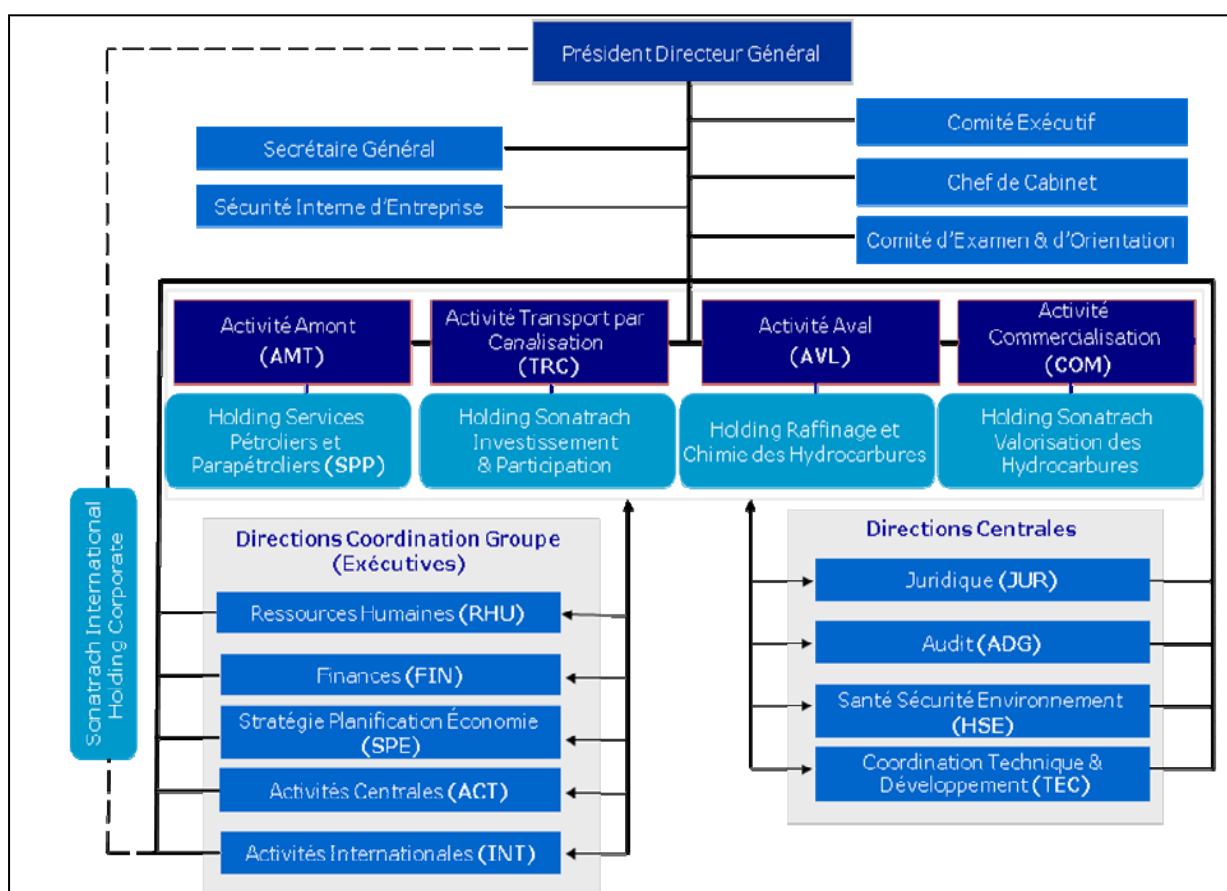 Président Directeur Général
Comité Exécutif
Secrétaire Général
Chef de Cabinet
Sécurité Interne d'Entreprise
Comité d'Examen & d'Orientation
Activité Amont
(AMT)
Activité Transport par
Canalisation
(TRC)
Activité Aval
(AVL)
Activité
Commercialisation
(COM)
Holding Services
Pétroliers et
Parapétroliers (SPP)
Holding Sonatrach
Investissement
& Participation
Holding Raffinage et
Chimie des Hydrocarbures
Holding Sonatrach
Valorisation des
Hydrocarbures
Sonatrach International
Holding Corporate
Directions Coordination Groupe
(Exécutives)
Ressources Humaines (RHU)
Finances (FIN)
Stratégie Planification Économie
(SPE)
Activités Centrales (ACT)
Activités Internationales (INT)
Directions Centrales
Juridique (JUR)
Audit (ADG)
Santé Sécurité Environnement
(HSE)
Coordination Technique &
Développement (TEC)